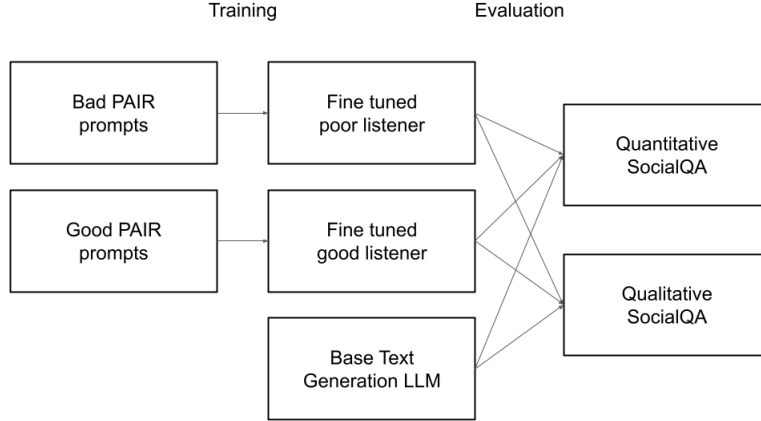 Training
Evaluation
Bad PAIR
prompts
Fine tuned
poor listener
Quantitative
SocialQA
Good PAIR
prompts
Fine tuned
good listener
Qualitative
SocialQA
Base Text
Generation LLM